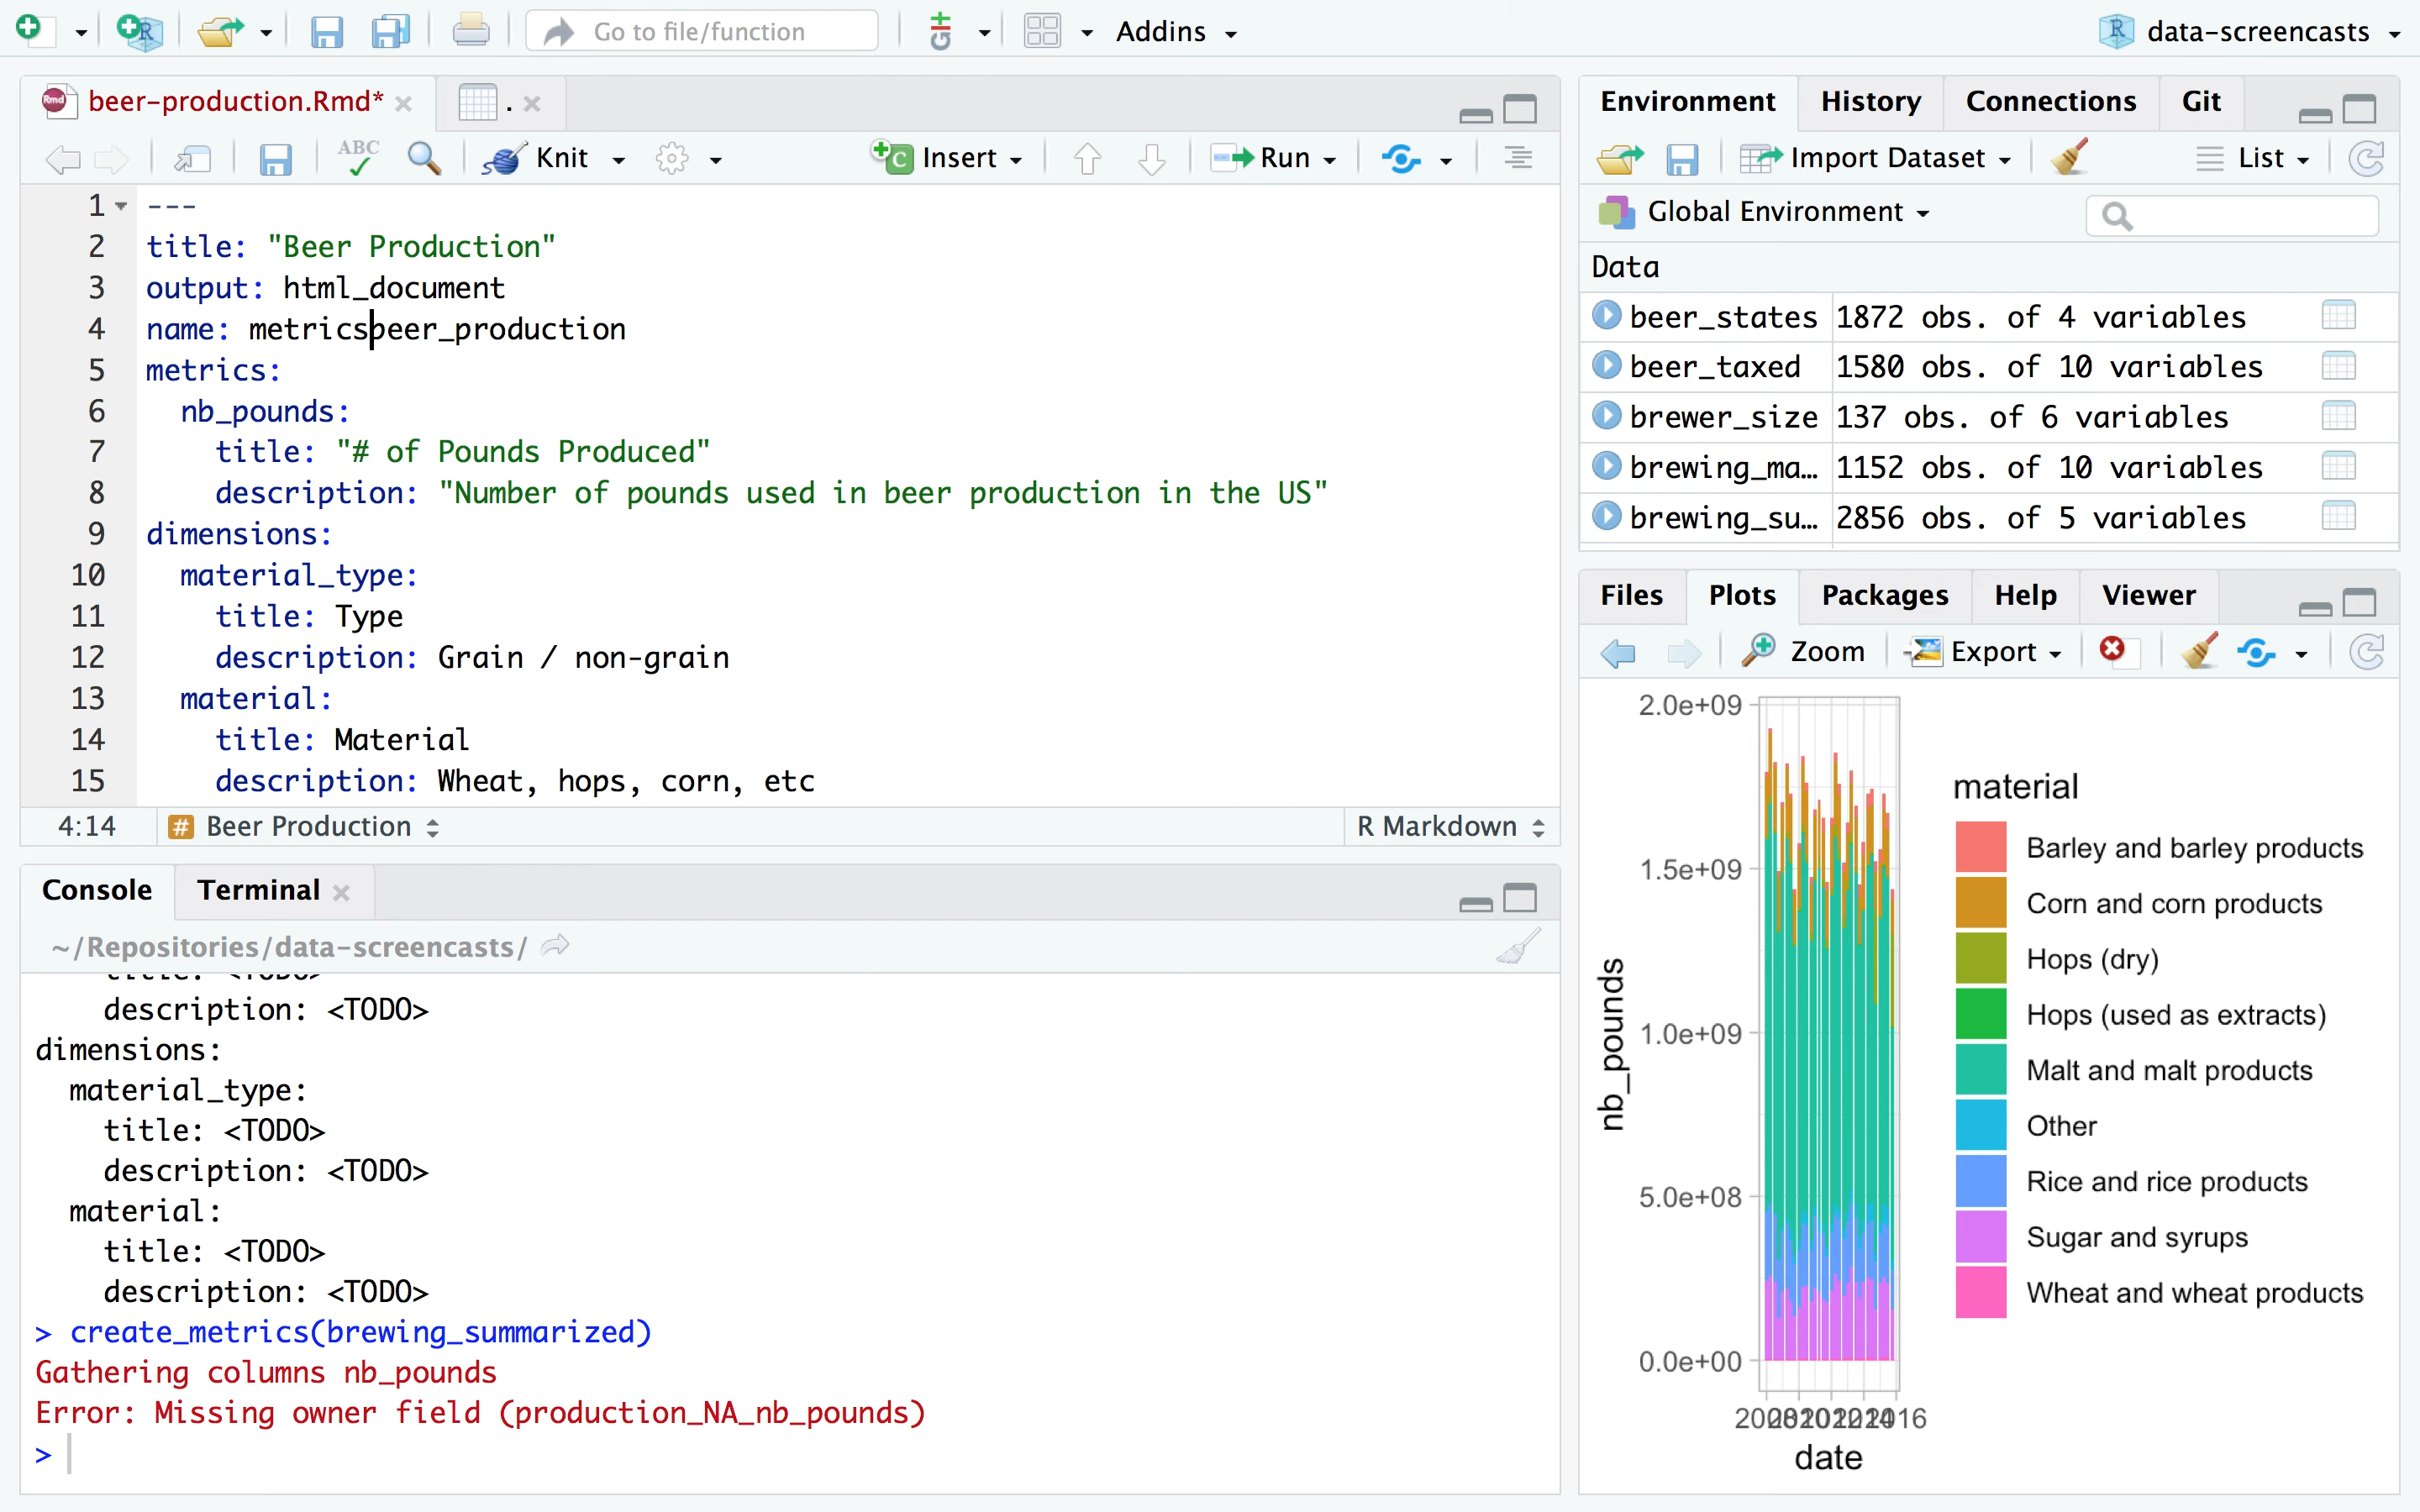 Go to file/function
Addins
data-screencasts
beer-production.Rmd*
.
ABC
Knit
Insert
Run
1 ---
2 title: "Beer Production"
3 output: html_document
4 name: metricsbeer_production
5 metrics:
6 nb_pounds:
7 title: "# of Pounds Produced"
8 description: "Number of pounds used in beer production in the US"
9 dimensions:
10 material_type:
11 title: Type
12 description: Grain / non-grain
13 material:
14 title: Material
15 description: Wheat, hops, corn, etc
4:14 # Beer Production R Markdown
Console Terminal
~/Repositories/data-screencasts/
title: <TODO>
description: <TODO>
dimensions:
material_type:
title: <TODO>
description: <TODO>
material:
title: <TODO>
description: <TODO>
> create_metrics(brewing_summarized)
Gathering columns nb_pounds
Error: Missing owner field (production_NA_nb_pounds)
>
Environment History Connections Git
Import Dataset List
Global Environment
Data
beer_states 1872 obs. of 4 variables
beer_taxed 1580 obs. of 10 variables
brewer_size 137 obs. of 6 variables
brewing_ma… 1152 obs. of 10 variables
brewing_su… 2856 obs. of 5 variables
Files Plots Packages Help Viewer
Zoom Export
2.0e+09
1.5e+09
1.0e+09
5.0e+08
0.0e+00
nb_pounds
date
material
Barley and barley products
Corn and corn products
Hops (dry)
Hops (used as extracts)
Malt and malt products
Other
Rice and rice products
Sugar and syrups
Wheat and wheat products